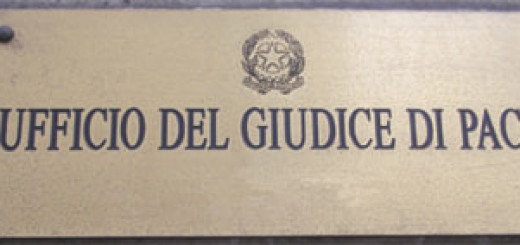 UFFICIO DEL GIUDICE DI PAC